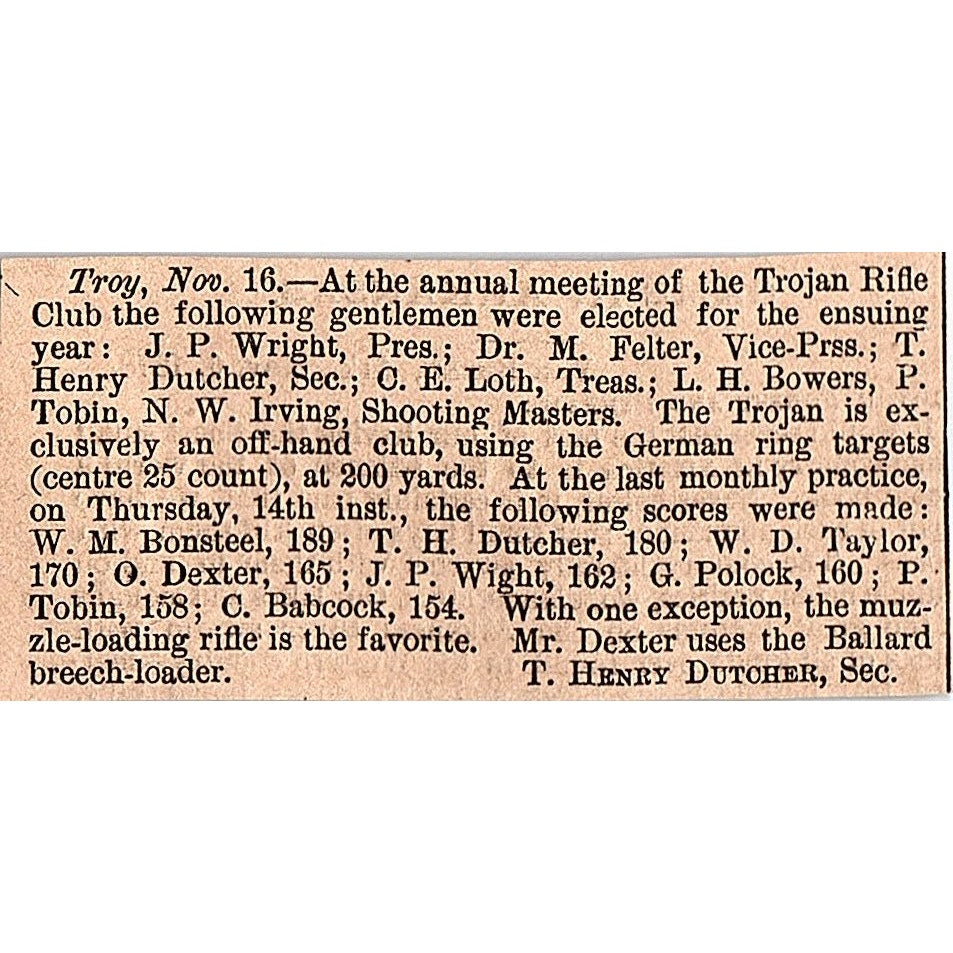 Troy, Nov. 16.—At the annual meeting of the Trojan Rifle
Club the following gentlemen were elected for the ensuing
year: J. P. Wright, Pres.; Dr. M. Felter, Vice-Prss.; T.
Henry Dutcher, Sec.; C. E. Loth, Treas.; L. H. Bowers, P.
Tobin, N. W. Irving, Shooting Masters. The Trojan is ex-
clusively an off-hand club, using the German ring targets
(centre 25 count), at 200 yards. At the last monthly practice,
on Thursday, 14th inst., the following scores were made:
W. M. Bonsteel, 189; T. H. Dutcher, 180; W. D. Taylor,
170; O. Dexter, 165; J. P. Wight, 162; G. Polock, 160; P.
Tobin, 158; C. Babcock, 154. With one exception, the muz-
zle-loading rifle is the favorite. Mr. Dexter uses the Ballard
breech-loader. T. HENRY DUTCHER, Sec.